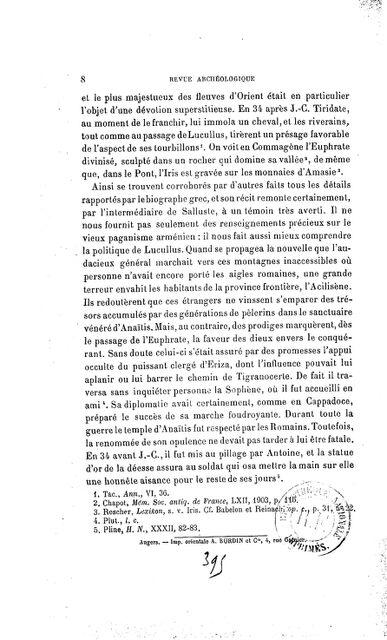 8 REVUE ARCHÉOLOGIQUE
et le plus majestueux des fleuves d'Orient était en particulier
l'objet d'une dévotion superstitieuse. En 34 après J.-C. Tiridate,
au moment de le franchir, lui immola un cheval, et les riverains,
tout comme au passage de Lucullus, tirèrent un présage favorable
de l'aspect de ses tourbillons¹. On voit en Commagène l'Euphrate
divinisé, sculpté dans un rocher qui domine sa vallée², de même
que, dans le Pont, l'Iris est gravée sur les monnaies d'Amasie³.
Ainsi se trouvent corroborés par d'autres faits tous les détails
rapportés par le biographe grec, et son récit remonte certainement,
par l'intermédiaire de Salluste, à un témoin très averti. Il ne
nous fournit pas seulement des renseignements précieux sur le
vieux paganisme arménien : il nous fait aussi mieux comprendre
la politique de Lucullus. Quand se propagea la nouvelle que l'au-
dacieux général marchait vers ces montagnes inaccessibles où
personne n'avait encore porté les aigles romaines, une grande
terreur envahit les habitants de la province frontière, l'Acilisène.
Ils redoutèrent que ces étrangers ne vinssent s'emparer des tré-
sors accumulés par des générations de pèlerins dans le sanctuaire
vénéré d'Anaïtis. Mais, au contraire, des prodiges marquèrent, dès
le passage de l'Euphrate, la faveur des dieux envers le conqué-
rant. Sans doute celui-ci s'était assuré par des promesses l'appui
occulte du puissant clergé d'Eriza, dont l'influence pouvait lui
aplanir ou lui barrer le chemin de Tigranocerte. De fait il tra-
versa sans inquiéter personne la Sophène, où il fut accueilli en
ami⁴. Sa diplomatie avait certainement, comme en Cappadoce,
préparé le succès de sa marche foudroyante. Durant toute la
guerre le temple d'Anaïtis fut respecté par les Romains. Toutefois,
la renommée de son opulence ne devait pas tarder à lui être fatale.
En 34 avant J.-C., il fut mis au pillage par Antoine, et la statue
d'or de la déesse assura au soldat qui osa mettre la main sur elle
une honnête aisance pour le reste de ses jours⁵.
1. Tac., Ann., VI, 36.
2. Chapot, Mém. Soc. antiq. de France, LXII, 1903, p.
3. Roscher, Lexikon, s. v. Iris. Cf. Babelon et Reinach, op. c., p. 31,
4. Plut., l. c.
5. Pline, H. N., XXXII, 82-83.
Angers. — Imp. orientale A. BURDIN et Cⁱᵉ, 4, rue Garnier.
395